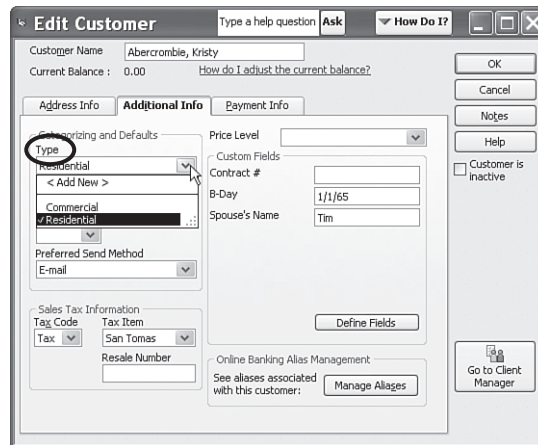 Edit Customer
Type a help question Ask
How Do I?
Customer Name Abercrombie, Kristy
Current Balance : 0.00 How do I adjust the current balance?
Address Info Additional Info Payment Info
Categorizing and Defaults
Type
Residential
< Add New >
Commercial
Residential
Preferred Send Method
E-mail
Sales Tax Information
Tax Code Tax Item
Tax San Tomas
Resale Number
Price Level
Custom Fields
Contract #
B-Day 1/1/65
Spouse's Name Tim
Define Fields
Online Banking Alias Management
See aliases associated
with this customer:
Manage Aliases
OK
Cancel
Notes
Help
Customer is
inactive
Go to Client
Manager